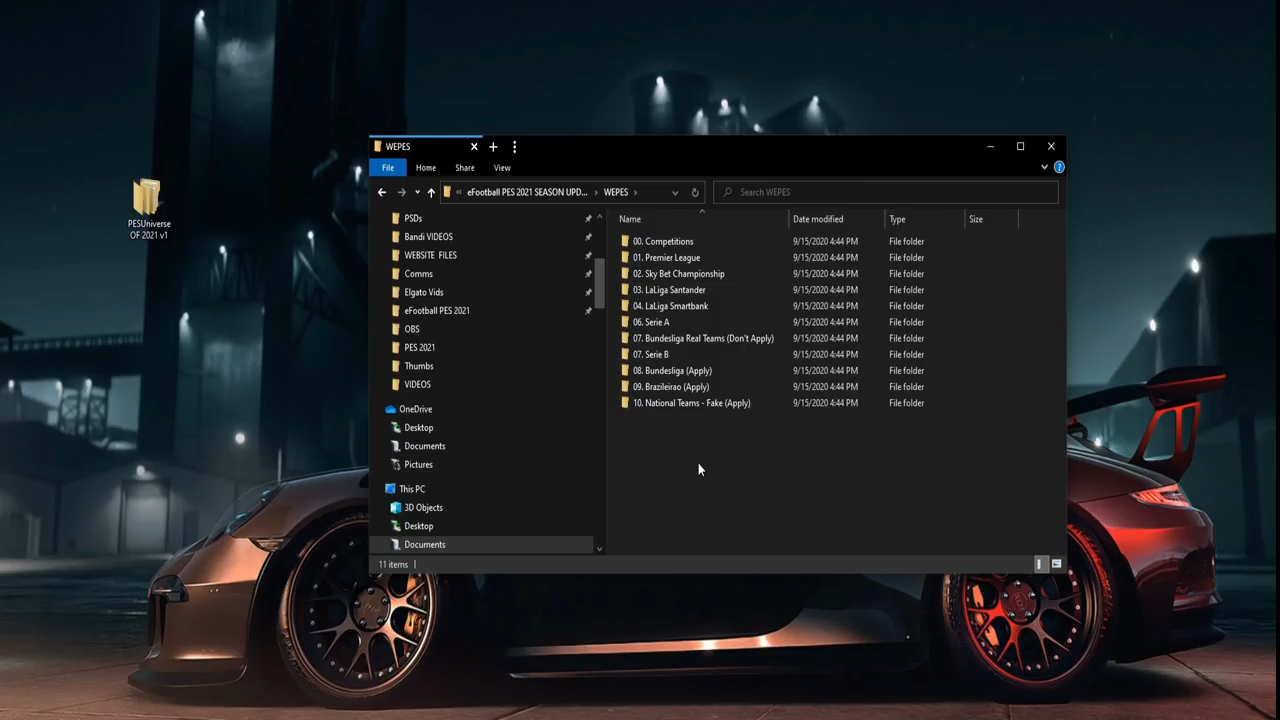 PESUniverse
OF 2021 v1
WEPES
File Home Share View
eFootball PES 2021 SEASON UPD... WEPES
Search WEPES
PSDs
Bandi VIDEOS
WEBSITE FILES
Comms
Elgato Vids
eFootball PES 2021
OBS
PES 2021
Thumbs
VIDEOS
OneDrive
Desktop
Documents
Pictures
This PC
3D Objects
Desktop
Documents
Name Date modified Type Size
00. Competitions 9/15/2020 4:44 PM File folder
01. Premier League 9/15/2020 4:44 PM File folder
02. Sky Bet Championship 9/15/2020 4:44 PM File folder
03. LaLiga Santander 9/15/2020 4:44 PM File folder
04. LaLiga Smartbank 9/15/2020 4:44 PM File folder
06. Serie A 9/15/2020 4:44 PM File folder
07. Bundesliga Real Teams (Don't Apply) 9/15/2020 4:44 PM File folder
07. Serie B 9/15/2020 4:44 PM File folder
08. Bundesliga (Apply) 9/15/2020 4:44 PM File folder
09. Brazileirao (Apply) 9/15/2020 4:44 PM File folder
10. National Teams - Fake (Apply) 9/15/2020 4:44 PM File folder
11 items